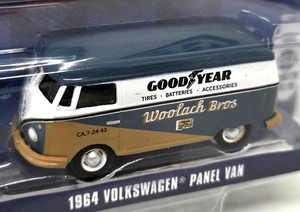 GOODYEAR
TIRES • BATTERIES • ACCESSORIES
Woolach Bros
CA.7-24 43
1964 VOLKSWAGEN® PANEL VAN